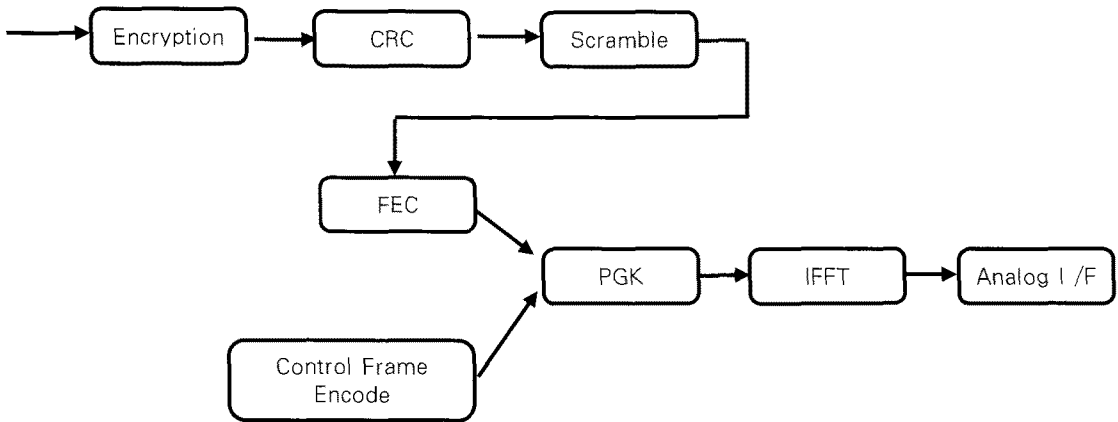 Encryption
CRC
Scramble
FEC
PGK
IFFT
Analog I /F
Control Frame
Encode